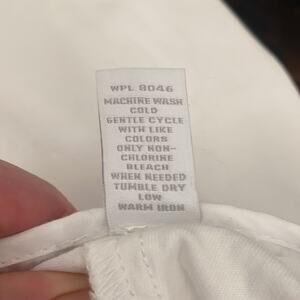 WPL 8046
MACHINE WASH
COLD
GENTLE CYCLE
WITH LIKE
COLORS
ONLY NON-
CHLORINE
BLEACH
WHEN NEEDED
TUMBLE DRY
LOW
WARM IRON